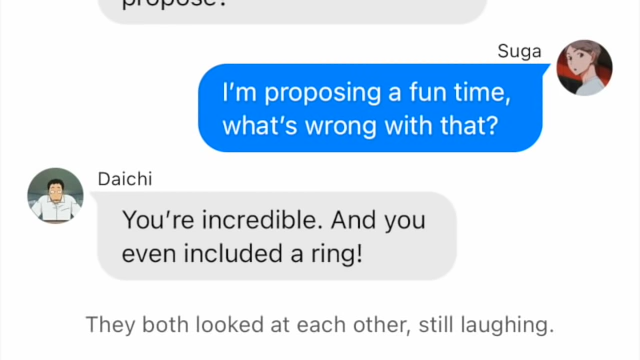 propose?
Suga
I'm proposing a fun time,
what's wrong with that?
Daichi
You're incredible. And you
even included a ring!
They both looked at each other, still laughing.